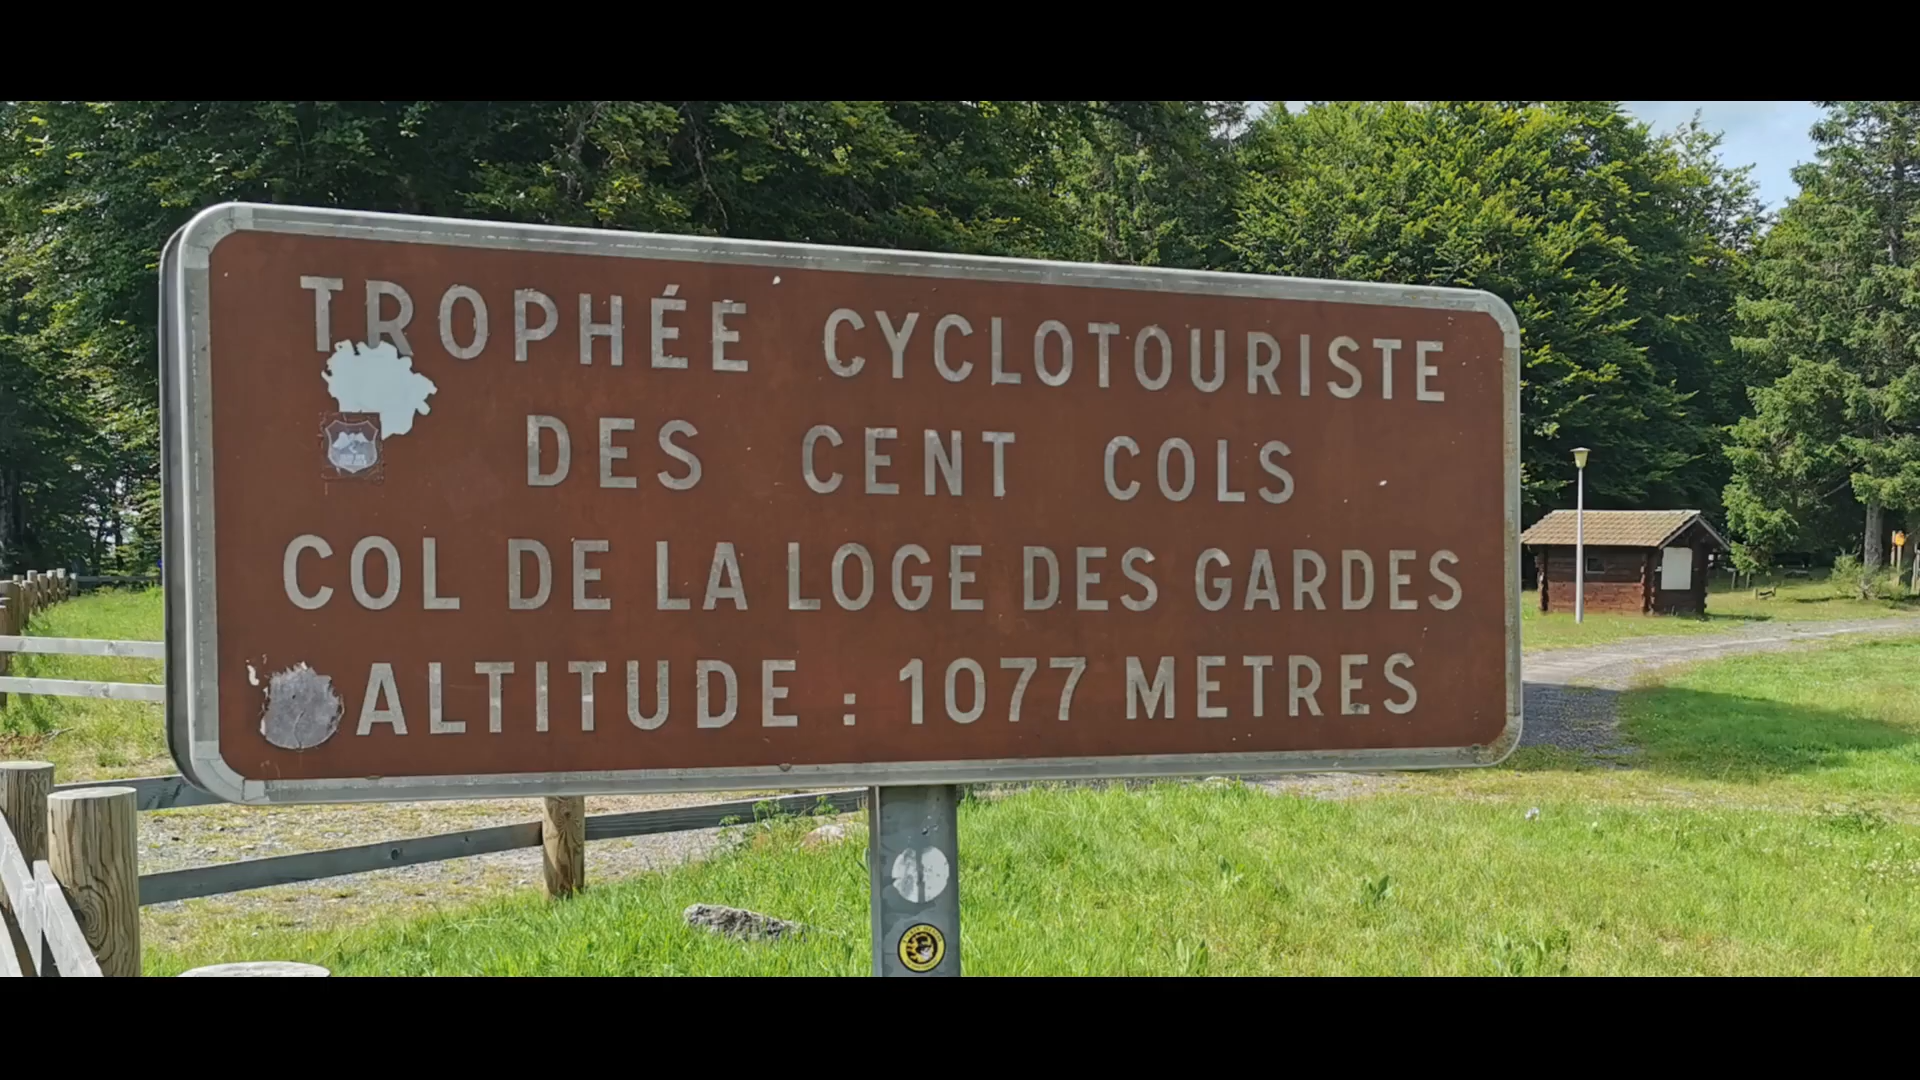 TROPHÉE CYCLOTOURISTE
DES CENT COLS
COL DE LA LOGE DES GARDES
ALTITUDE : 1077 METRES